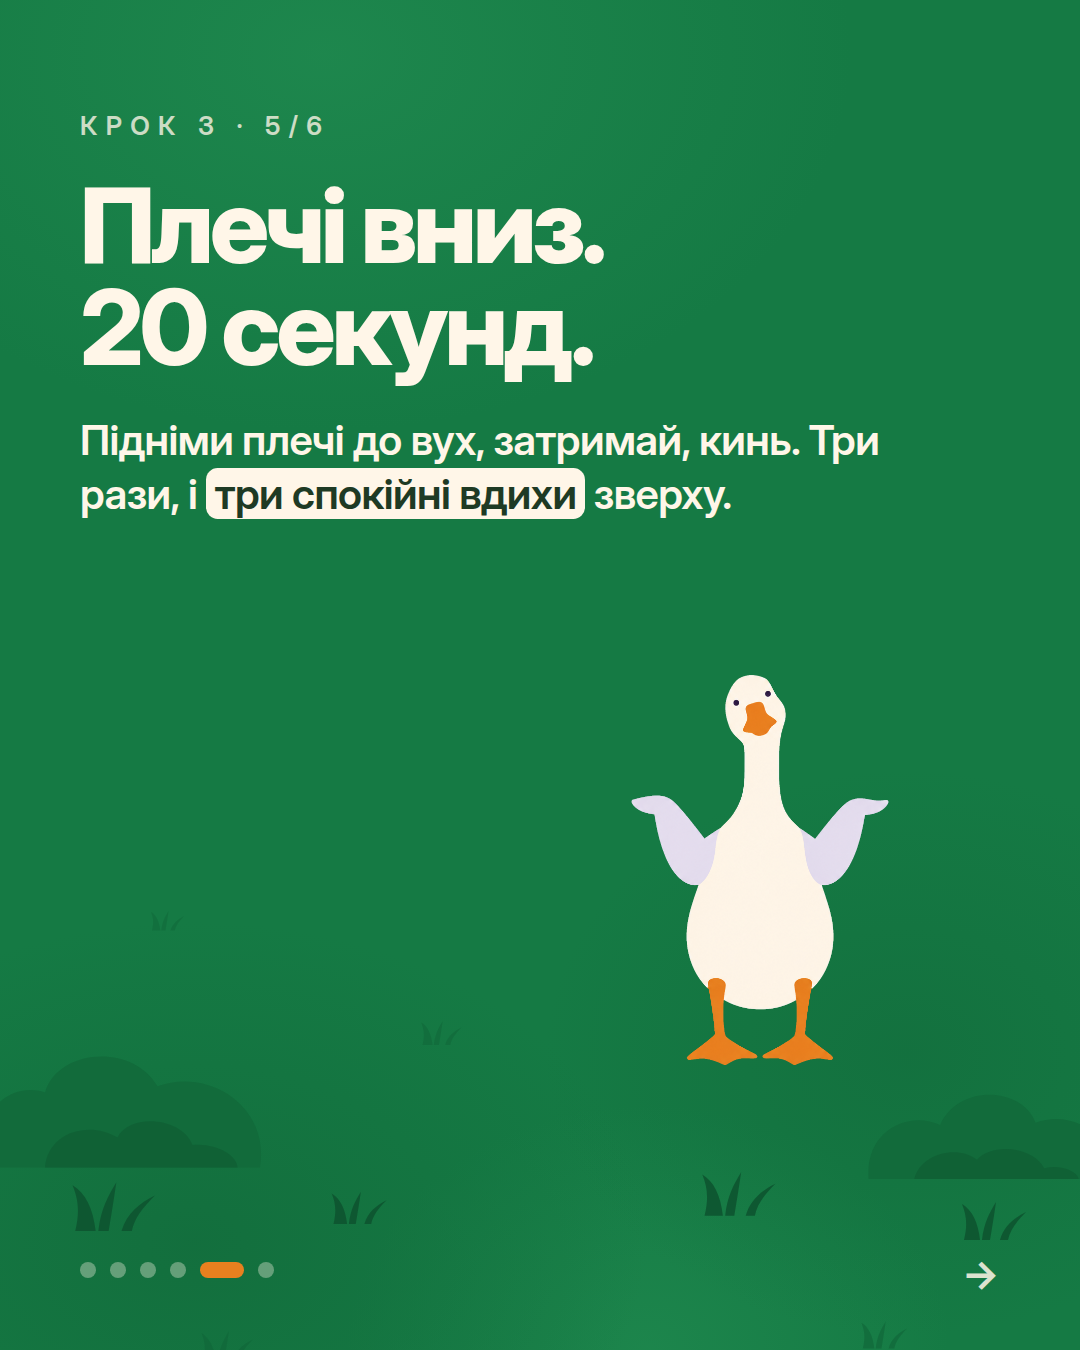 КРОК 3 · 5/6
Плечі вниз.
20 секунд.
Підніми плечі до вух, затримай, кинь. Три
рази, і три спокійні вдихи зверху.